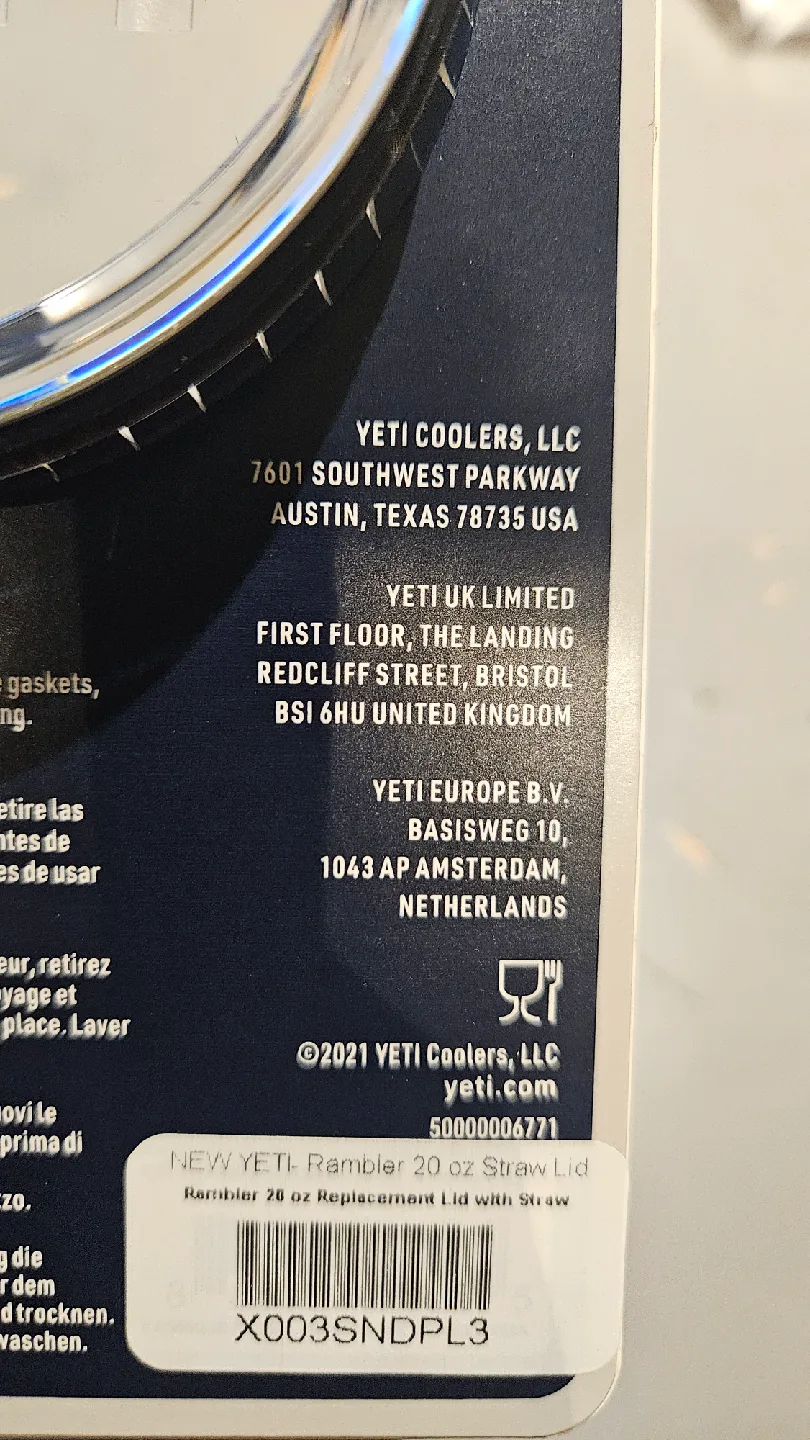 gaskets,
ng.
etire las
ntes de
es de usar
eur, retirez
yage et
place. Laver
ovi le
prima di
zo.
g die
r dem
d trocknen.
waschen.
YETI COOLERS, LLC
7601 SOUTHWEST PARKWAY
AUSTIN, TEXAS 78735 USA
YETI UK LIMITED
FIRST FLOOR, THE LANDING
REDCLIFF STREET, BRISTOL
BSI 6HU UNITED KINGDOM
YETI EUROPE B.V.
BASISWEG 10,
1043 AP AMSTERDAM,
NETHERLANDS
©2021 YETI Coolers, LLC
yeti.com
50000006771
NEW YETI- Rambler 20 oz Straw Lid
Rambler 20 oz Replacement Lid with Straw
X003SNDPL3